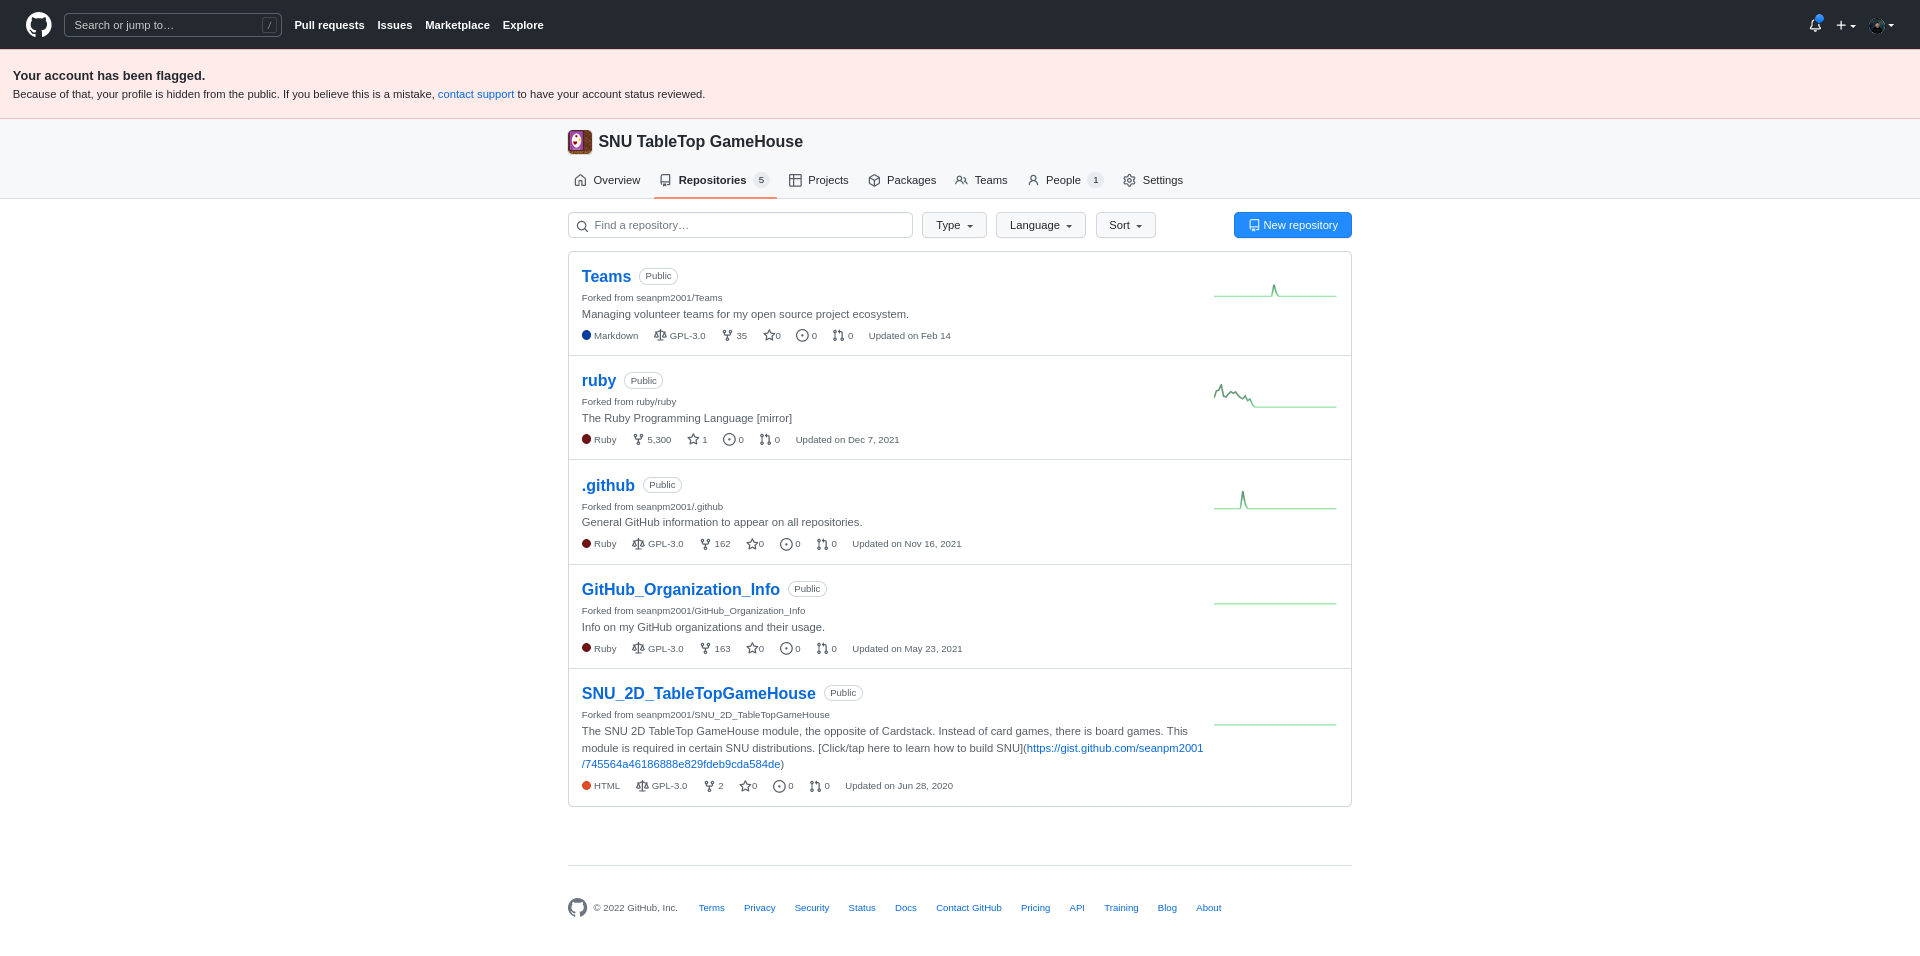 Search or jump to… /
Pull requests Issues Marketplace Explore
Your account has been flagged.
Because of that, your profile is hidden from the public. If you believe this is a mistake, contact support to have your account status reviewed.
SNU TableTop GameHouse
Overview Repositories 5 Projects Packages Teams People 1 Settings
Find a repository… Type Language Sort New repository
Teams Public
Forked from seanpm2001/Teams
Managing volunteer teams for my open source project ecosystem.
Markdown GPL-3.0 35 0 0 0 Updated on Feb 14
ruby Public
Forked from ruby/ruby
The Ruby Programming Language [mirror]
Ruby 5,300 1 0 0 Updated on Dec 7, 2021
.github Public
Forked from seanpm2001/.github
General GitHub information to appear on all repositories.
Ruby GPL-3.0 162 0 0 0 Updated on Nov 16, 2021
GitHub_Organization_Info Public
Forked from seanpm2001/GitHub_Organization_Info
Info on my GitHub organizations and their usage.
Ruby GPL-3.0 163 0 0 0 Updated on May 23, 2021
SNU_2D_TableTopGameHouse Public
Forked from seanpm2001/SNU_2D_TableTopGameHouse
The SNU 2D TableTop GameHouse module, the opposite of Cardstack. Instead of card games, there is board games. This
module is required in certain SNU distributions. [Click/tap here to learn how to build SNU](https://gist.github.com/seanpm2001
/745564a46186888e829fdeb9cda584de)
HTML GPL-3.0 2 0 0 0 Updated on Jun 28, 2020
© 2022 GitHub, Inc. Terms Privacy Security Status Docs Contact GitHub Pricing API Training Blog About